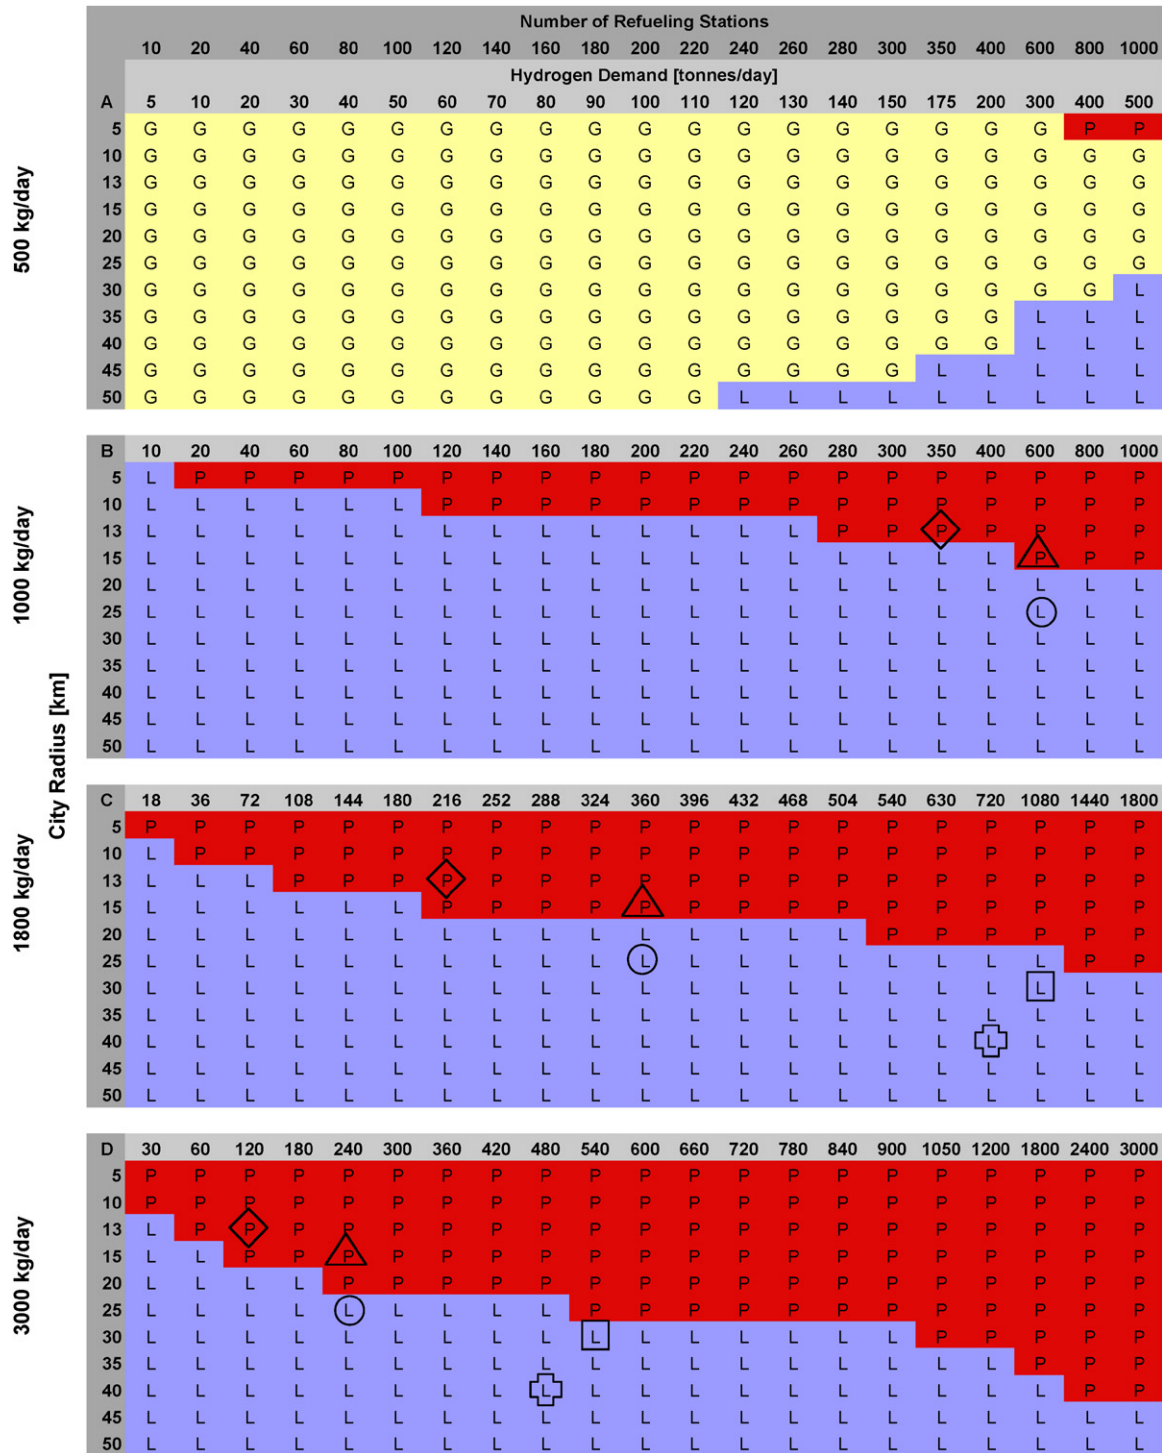 Number of Refueling Stations
10 20 40 60 80 100 120 140 160 180 200 220 240 260 280 300 350 400 600 800 1000
Hydrogen Demand [tonnes/day]
A 5 10 20 30 40 50 60 70 80 90 100 110 120 130 140 150 175 200 300 400 500
500 kg/day
5 G G G G G G G G G G G G G G G G G G G P P
10 G G G G G G G G G G G G G G G G G G G G G
13 G G G G G G G G G G G G G G G G G G G G G
15 G G G G G G G G G G G G G G G G G G G G G
20 G G G G G G G G G G G G G G G G G G G G G
25 G G G G G G G G G G G G G G G G G G G G G
30 G G G G G G G G G G G G G G G G G G G G L
35 G G G G G G G G G G G G G G G G G G L L L
40 G G G G G G G G G G G G G G G G G G L L L
45 G G G G G G G G G G G G G G G G L L L L L
50 G G G G G G G G G G G G L L L L L L L L L
B 10 20 40 60 80 100 120 140 160 180 200 220 240 260 280 300 350 400 600 800 1000
1000 kg/day
5 L P P P P P P P P P P P P P P P P P P P P
10 L L L L L L P P P P P P P P P P P P P P P
13 L L L L L L L L L L L L L L P P P P P P P
15 L L L L L L L L L L L L L L L L L L P P P
20 L L L L L L L L L L L L L L L L L L L L L
25 L L L L L L L L L L L L L L L L L L L L L
30 L L L L L L L L L L L L L L L L L L L L L
35 L L L L L L L L L L L L L L L L L L L L L
40 L L L L L L L L L L L L L L L L L L L L L
45 L L L L L L L L L L L L L L L L L L L L L
50 L L L L L L L L L L L L L L L L L L L L L
City Radius [km]
C 18 36 72 108 144 180 216 252 288 324 360 396 432 468 504 540 630 720 1080 1440 1800
1800 kg/day
5 P P P P P P P P P P P P P P P P P P P P P
10 L P P P P P P P P P P P P P P P P P P P P
13 L L L P P P P P P P P P P P P P P P P P P
15 L L L L L L P P P P P P P P P P P P P P P
20 L L L L L L L L L L L L L L L P P P P P P
25 L L L L L L L L L L L L L L L L L L L P P
30 L L L L L L L L L L L L L L L L L L L L L
35 L L L L L L L L L L L L L L L L L L L L L
40 L L L L L L L L L L L L L L L L L L L L L
45 L L L L L L L L L L L L L L L L L L L L L
50 L L L L L L L L L L L L L L L L L L L L L
D 30 60 120 180 240 300 360 420 480 540 600 660 720 780 840 900 1050 1200 1800 2400 3000
3000 kg/day
5 P P P P P P P P P P P P P P P P P P P P P
10 P P P P P P P P P P P P P P P P P P P P P
13 L P P P P P P P P P P P P P P P P P P P P
15 L L P P P P P P P P P P P P P P P P P P P
20 L L L L P P P P P P P P P P P P P P P P P
25 L L L L L L L L L P P P P P P P P P P P P
30 L L L L L L L L L L L L L L L L P P P P P
35 L L L L L L L L L L L L L L L L L L P P P
40 L L L L L L L L L L L L L L L L L L L P P
45 L L L L L L L L L L L L L L L L L L L L L
50 L L L L L L L L L L L L L L L L L L L L L